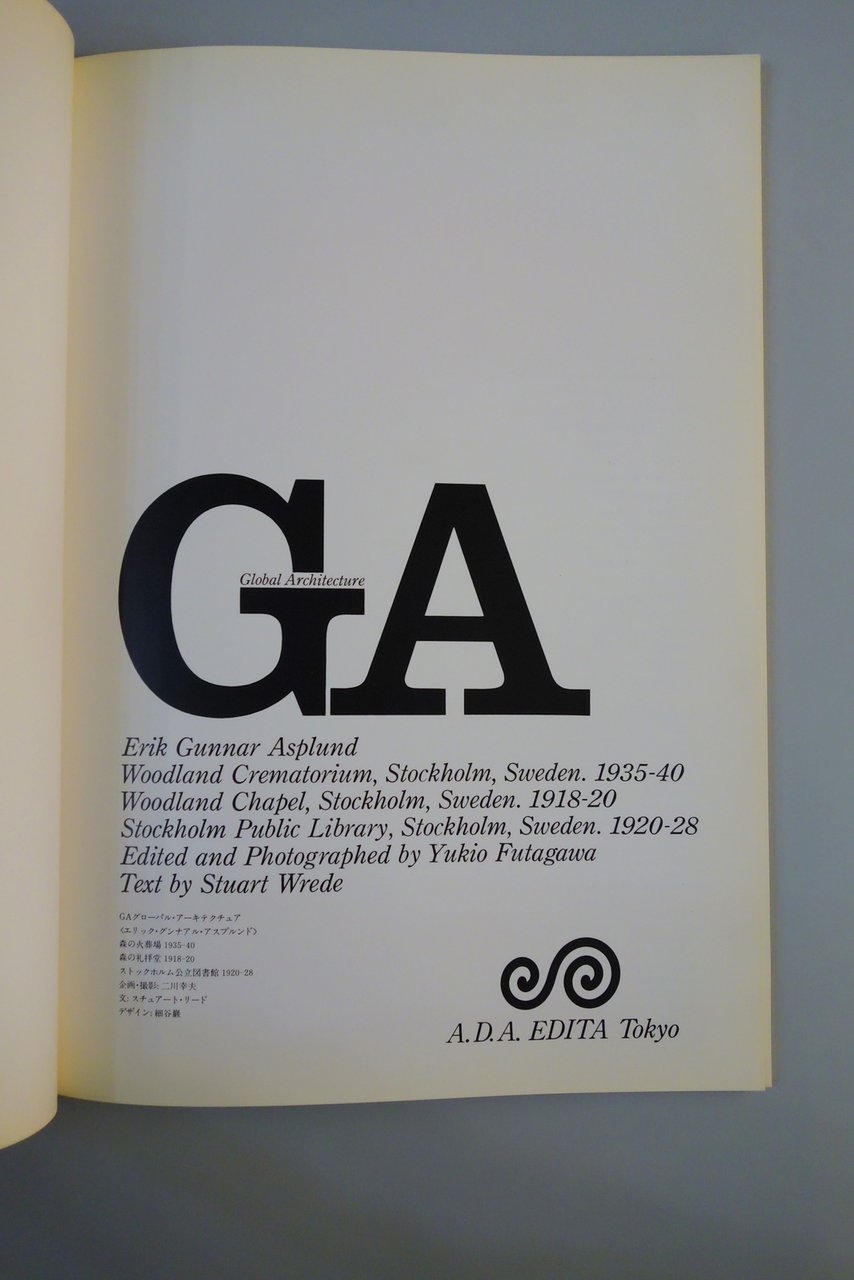 GA
Global Architecture
Erik Gunnar Asplund
Woodland Crematorium, Stockholm, Sweden. 1935-40
Woodland Chapel, Stockholm, Sweden. 1918-20
Stockholm Public Library, Stockholm, Sweden. 1920-28
Edited and Photographed by Yukio Futagawa
Text by Stuart Wrede
GAグローバル・アーキテクチュア
〈エリック・グンナアル・アスプルンド〉
森の火葬場 1935-40
森の礼拝堂 1918-20
ストックホルム公立図書館 1920-28
企画・撮影: 二川幸夫
文: スチュアート・リード
デザイン: 細谷巖
A.D.A. EDITA Tokyo